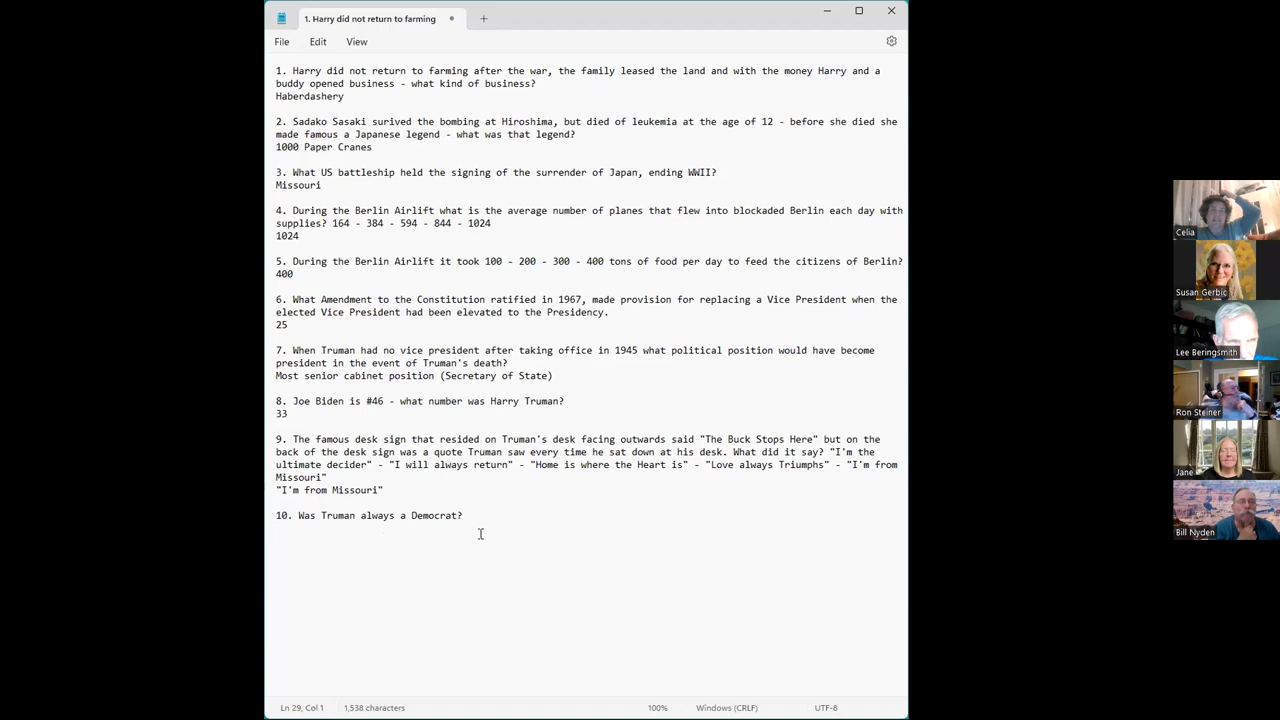 1. Harry did not return to farming
File Edit View
1. Harry did not return to farming after the war, the family leased the land and with the money Harry and a
buddy opened business - what kind of business?
Haberdashery
2. Sadako Sasaki surived the bombing at Hiroshima, but died of leukemia at the age of 12 - before she died she
made famous a Japanese legend - what was that legend?
1000 Paper Cranes
3. What US battleship held the signing of the surrender of Japan, ending WWII?
Missouri
4. During the Berlin Airlift what is the average number of planes that flew into blockaded Berlin each day with
supplies? 164 - 384 - 594 - 844 - 1024
1024
5. During the Berlin Airlift it took 100 - 200 - 300 - 400 tons of food per day to feed the citizens of Berlin?
400
6. What Amendment to the Constitution ratified in 1967, made provision for replacing a Vice President when the
elected Vice President had been elevated to the Presidency.
25
7. When Truman had no vice president after taking office in 1945 what political position would have become
president in the event of Truman's death?
Most senior cabinet position (Secretary of State)
8. Joe Biden is #46 - what number was Harry Truman?
33
9. The famous desk sign that resided on Truman's desk facing outwards said "The Buck Stops Here" but on the
back of the desk sign was a quote Truman saw every time he sat down at his desk. What did it say? "I'm the
ultimate decider" - "I will always return" - "Home is where the Heart is" - "Love always Triumphs" - "I'm from
Missouri"
"I'm from Missouri"
10. Was Truman always a Democrat?
Ln 29, Col 1 1,538 characters 100% Windows (CRLF) UTF-8
Celia
Susan Gerbic
Lee Beringsmith
Ron Steiner
Jane
Bill Nyden